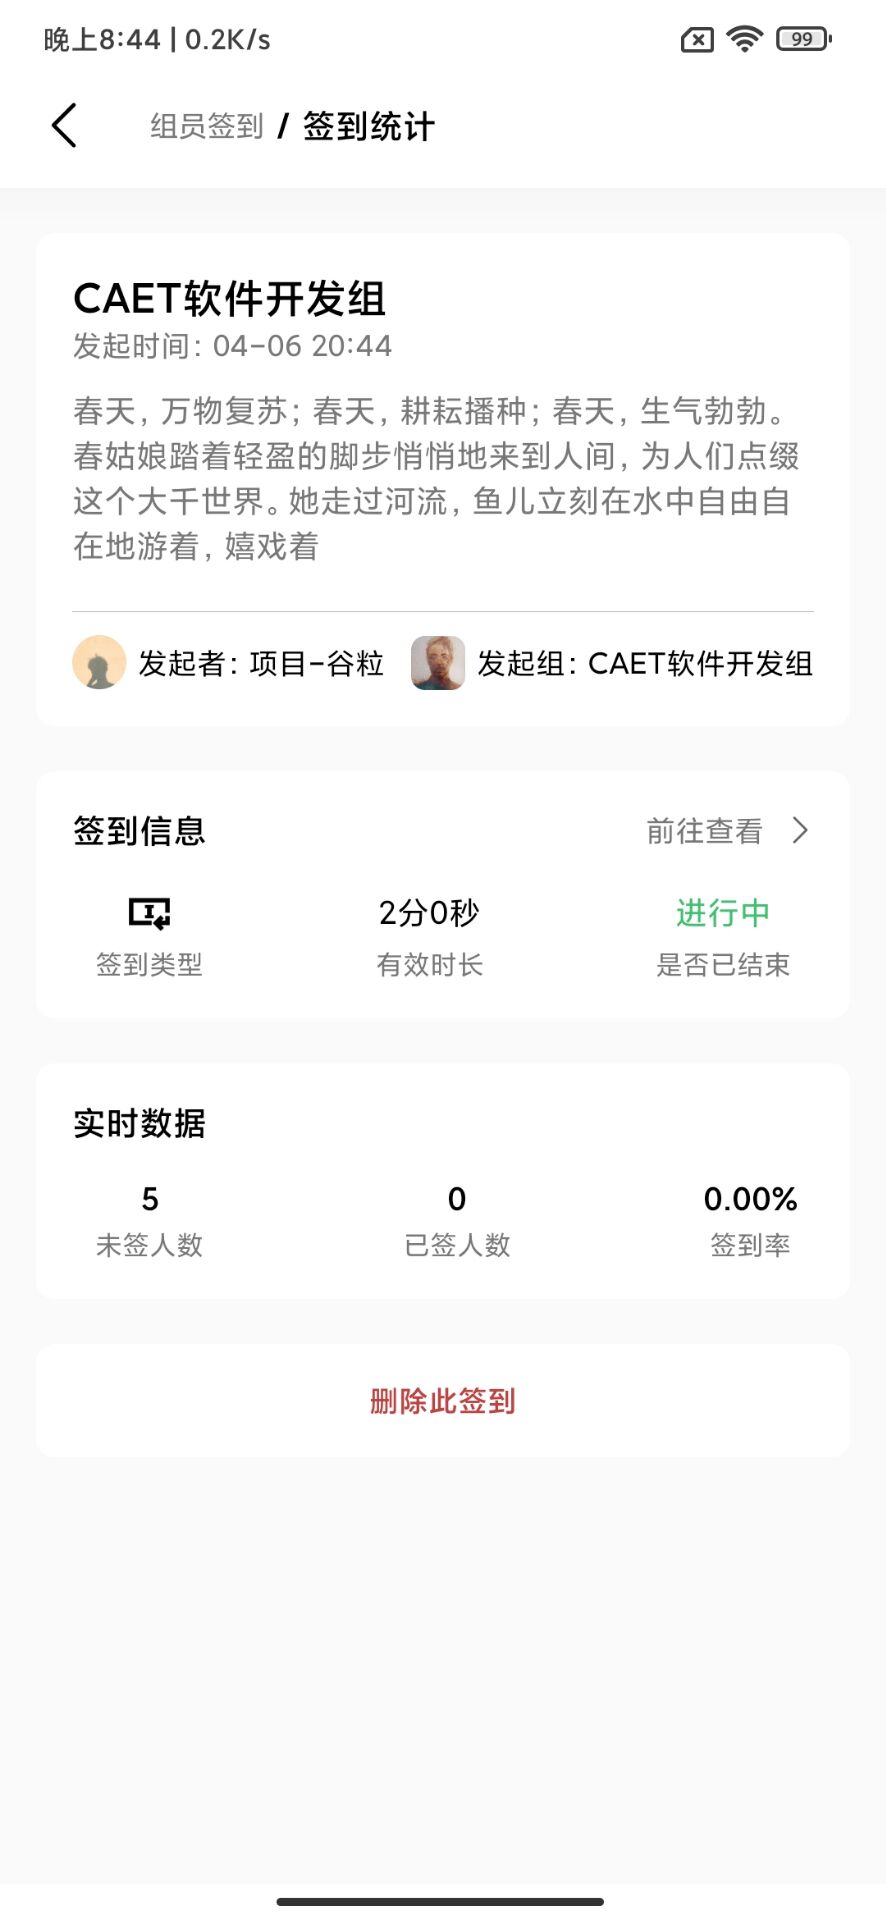 晚上8:44 | 0.2K/s
99
组员签到 / 签到统计
CAET软件开发组
发起时间: 04-06 20:44
春天, 万物复苏; 春天, 耕耘播种; 春天, 生气勃勃。
春姑娘踏着轻盈的脚步悄悄地来到人间, 为人们点缀
这个大千世界。她走过河流, 鱼儿立刻在水中自由自
在地游着, 嬉戏着
发起者: 项目-谷粒 发起组: CAET软件开发组
签到信息 前往查看
2分0秒 进行中
签到类型 有效时长 是否已结束
实时数据
5 0 0.00%
未签人数 已签人数 签到率
删除此签到